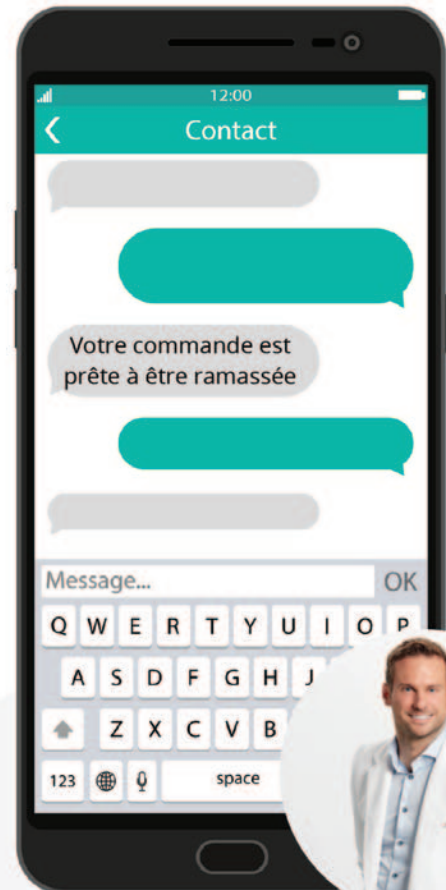 12:00
Contact
Votre commande est
prête à être ramassée
Message... OK
Q W E R T Y U I O P
A S D F G H J
Z X C V B
123 space